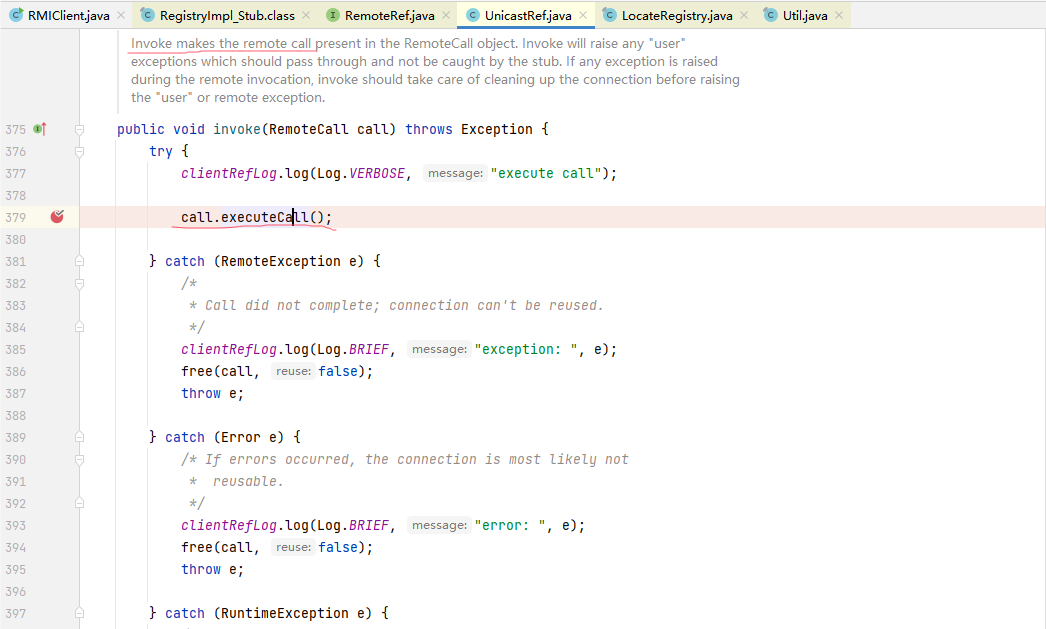 RMIClient.java RegistryImpl_Stub.class RemoteRef.java UnicastRef.java LocateRegistry.java Util.java
Invoke makes the remote call present in the RemoteCall object. Invoke will raise any "user"
exceptions which should pass through and not be caught by the stub. If any exception is raised
during the remote invocation, invoke should take care of cleaning up the connection before raising
the "user" or remote exception.
375 public void invoke(RemoteCall call) throws Exception {
376 try {
377 clientRefLog.log(Log.VERBOSE, message: "execute call");
378
379 call.executeCall();
380
381 } catch (RemoteException e) {
382 /*
383 * Call did not complete; connection can't be reused.
384 */
385 clientRefLog.log(Log.BRIEF, message: "exception: ", e);
386 free(call, reuse: false);
387 throw e;
388
389 } catch (Error e) {
390 /* If errors occurred, the connection is most likely not
391 * reusable.
392 */
393 clientRefLog.log(Log.BRIEF, message: "error: ", e);
394 free(call, reuse: false);
395 throw e;
396
397 } catch (RuntimeException e) {